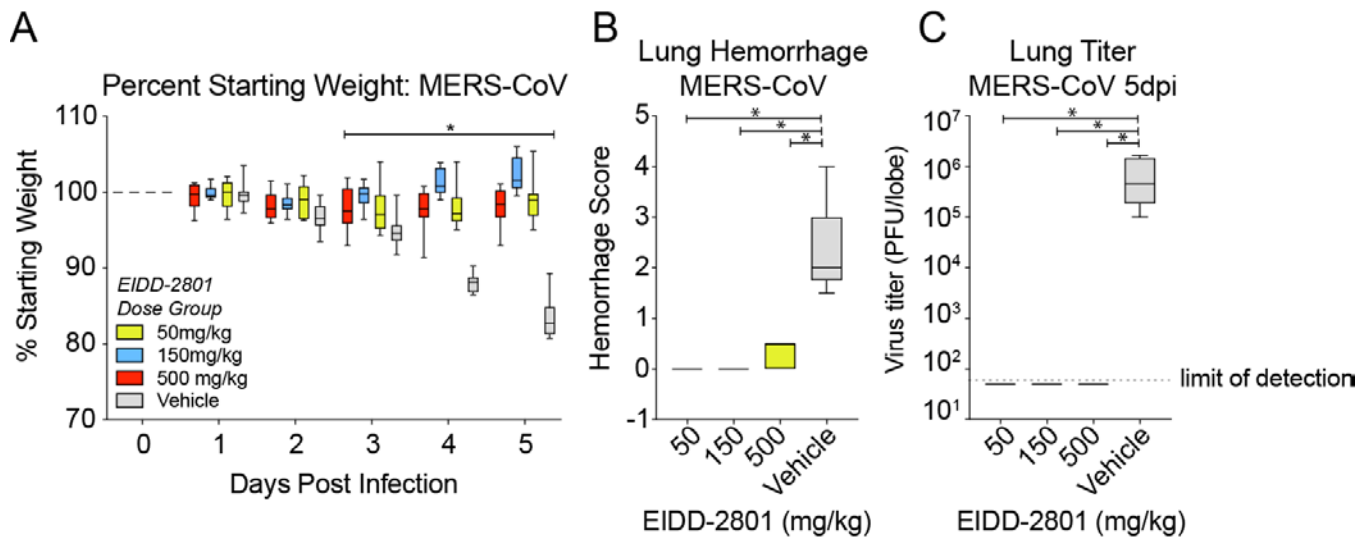 A
Percent Starting Weight: MERS-CoV
110
100
90
80
70
% Starting Weight
*
EIDD-2801
Dose Group
50mg/kg
150mg/kg
500 mg/kg
Vehicle
0 1 2 3 4 5
Days Post Infection
B
Lung Hemorrhage
MERS-CoV
*
*
*
5
4
3
2
1
0
-1
Hemorrhage Score
50 150 500 Vehicle
EIDD-2801 (mg/kg)
C
Lung Titer
MERS-CoV 5dpi
*
*
*
10⁷
10⁶
10⁵
10⁴
10³
10²
10¹
Virus titer (PFU/lobe)
limit of detection
50 150 500 Vehicle
EIDD-2801 (mg/kg)